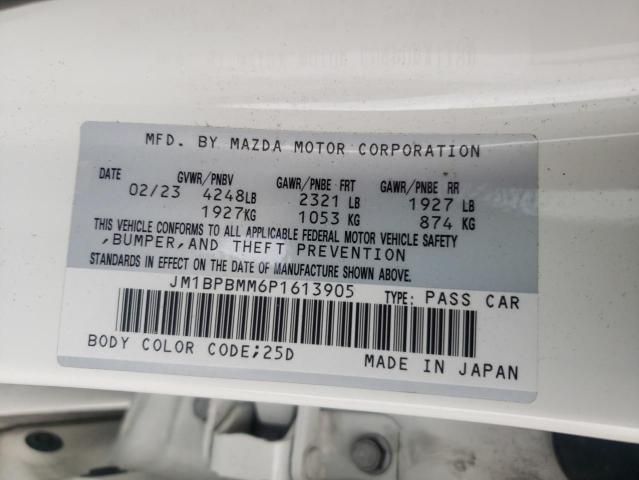 MFD. BY MAZDA MOTOR CORPORATION
DATE GVWR/PNBV GAWR/PNBE FRT GAWR/PNBE RR
02/23 4248LB 2321 LB 1927 LB
1927KG 1053 KG 874 KG
THIS VEHICLE CONFORMS TO ALL APPLICABLE FEDERAL MOTOR VEHICLE SAFETY
,BUMPER,AND THEFT PREVENTION
STANDARDS IN EFFECT ON THE DATE OF MANUFACTURE SHOWN ABOVE.
JM1BPBMM6P1613905 TYPE: PASS CAR
BODY COLOR CODE;25D MADE IN JAPAN